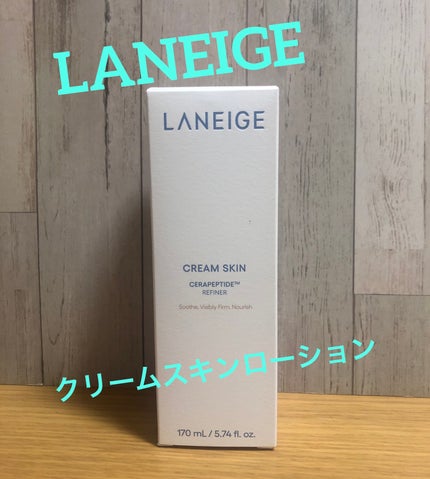 LANEIGE
LANEIGE
CREAM SKIN
CERAPEPTIDE™
REFINER
Soothe, Visibly Firm, Nourish
クリームスキンローション
170 mL / 5.74 fl. oz.